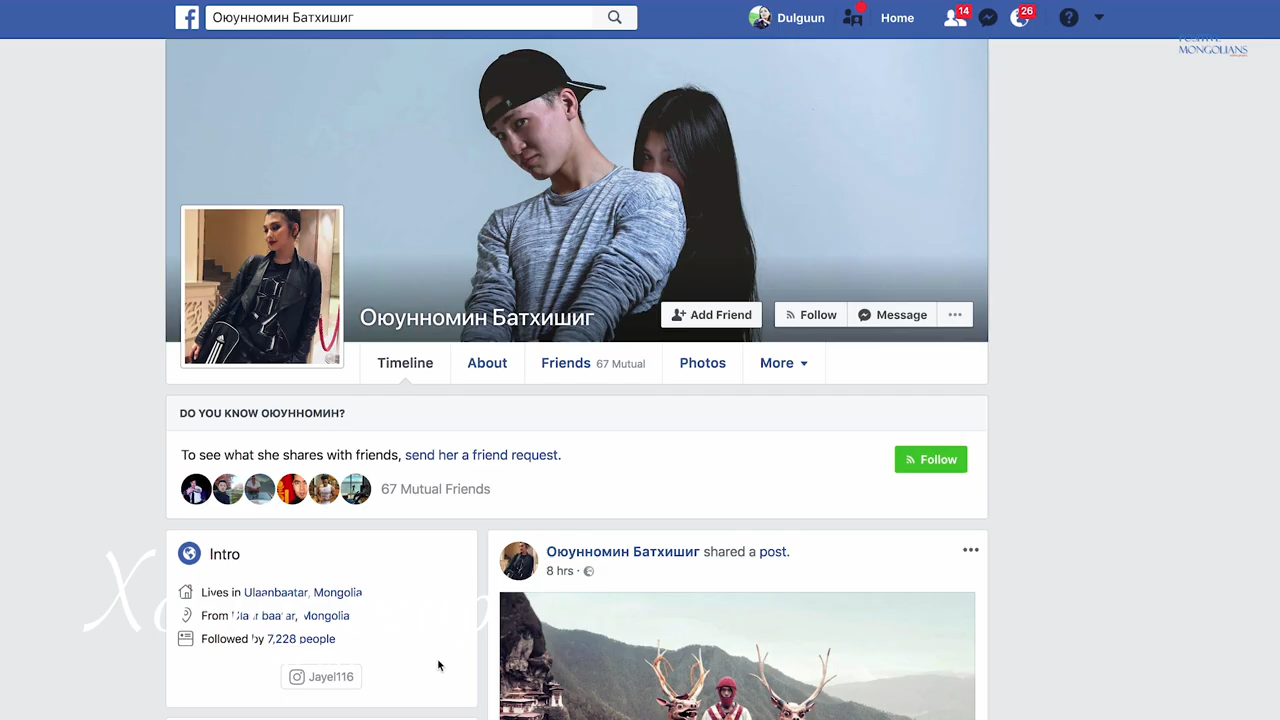 Оюунномин Батхишиг
Dulguun
Home
14
26
MONGOLIANS
Оюунномин Батхишиг
Add Friend
Follow
Message
Timeline
About
Friends 67 Mutual
Photos
More
DO YOU KNOW ОЮУННОМИН?
To see what she shares with friends, send her a friend request.
Follow
67 Mutual Friends
Intro
Lives in Ulaanbaatar, Mongolia
From Ulaanbaatar, Mongolia
Followed by 7,228 people
Jayel116
Оюунномин Батхишиг shared a post.
8 hrs